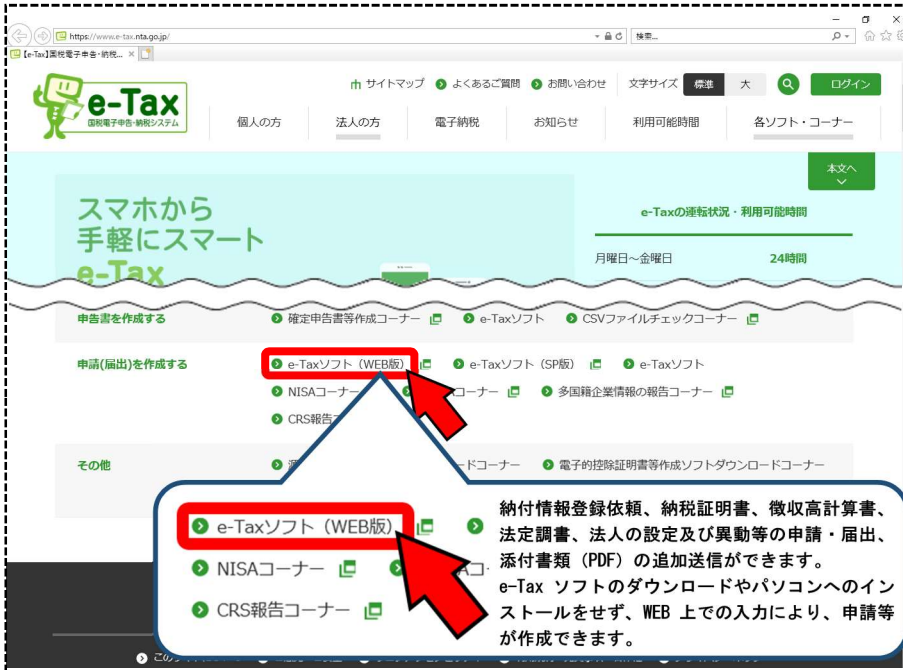 https://www.e-tax.nta.go.jp/
検索...
【e-Tax】国税電子申告・納税...
e-Tax
国税電子申告・納税システム
サイトマップ
よくあるご質問
お問い合わせ
文字サイズ
標準
大
ログイン
個人の方
法人の方
電子納税
お知らせ
利用可能時間
各ソフト・コーナー
本文へ
スマホから
手軽にスマート
e-Tax
e-Taxの運転状況・利用可能時間
月曜日～金曜日
24時間
申告書を作成する
確定申告書等作成コーナー
e-Taxソフト
CSVファイルチェックコーナー
申請(届出)を作成する
e-Taxソフト（WEB版）
e-Taxソフト（SP版）
e-Taxソフト
NISAコーナー
コーナー
多国籍企業情報の報告コーナー
CRS報告
その他
ードコーナー
電子的控除証明書等作成ソフトダウンロードコーナー
e-Taxソフト（WEB版）
NISAコーナー
Aコ
CRS報告コーナー
納付情報登録依頼、納税証明書、徴収高計算書、
法定調書、法人の設定及び異動等の申請・届出、
添付書類（PDF）の追加送信ができます。
e-Tax ソフトのダウンロードやパソコンへのイン
ストールをせず、WEB 上での入力により、申請等
が作成できます。